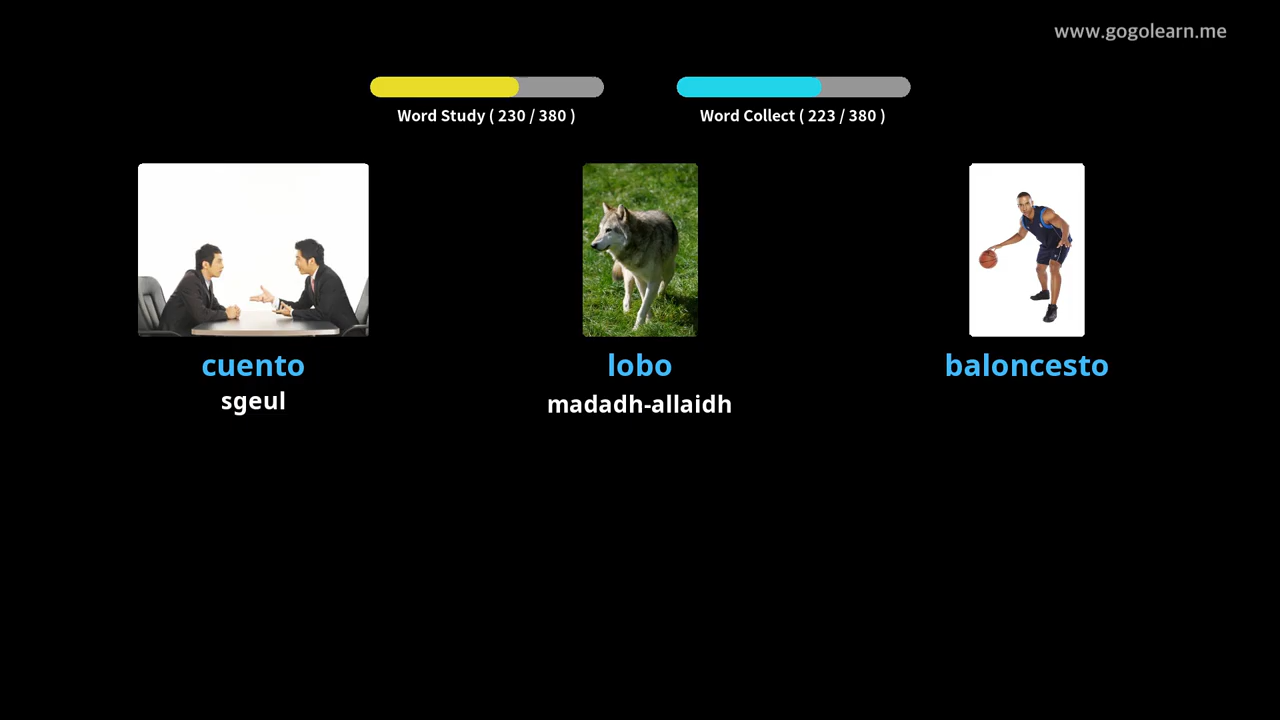 www.gogolearn.me
Word Study ( 230 / 380 )
Word Collect ( 223 / 380 )
cuento
sgeul
lobo
madadh-allaidh
baloncesto